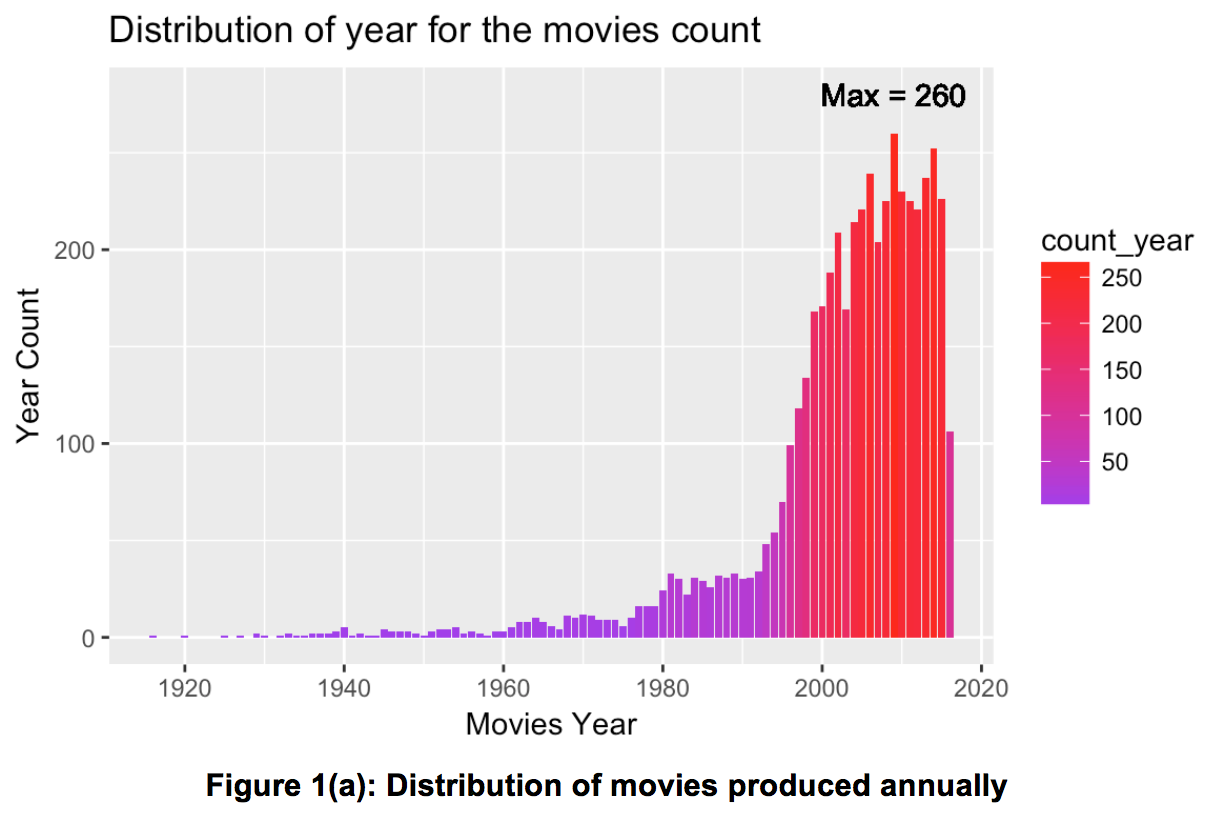 Distribution of year for the movies count
Max = 260
Year Count
200
100
0
1920 1940 1960 1980 2000 2020
Movies Year
count_year
250
200
150
100
50
Figure 1(a): Distribution of movies produced annually